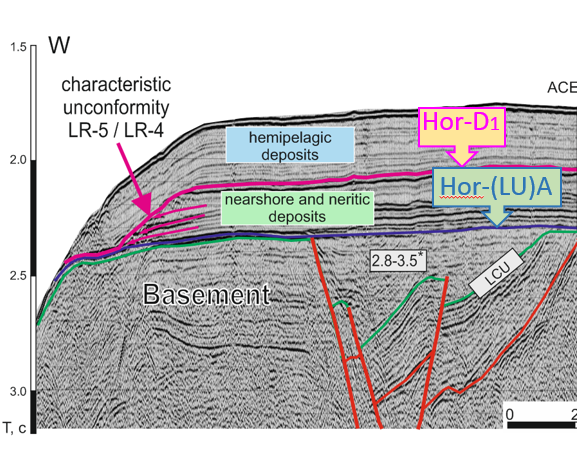 1.5
W
characteristic
unconformity
LR-5 / LR-4
ACE
Hor-D1
2.0
hemipelagic
deposits
Hor-(LU)A
nearshore and neritic
deposits
2.8-3.5*
2.5
LCU
Basement
3.0
0
2
T, c